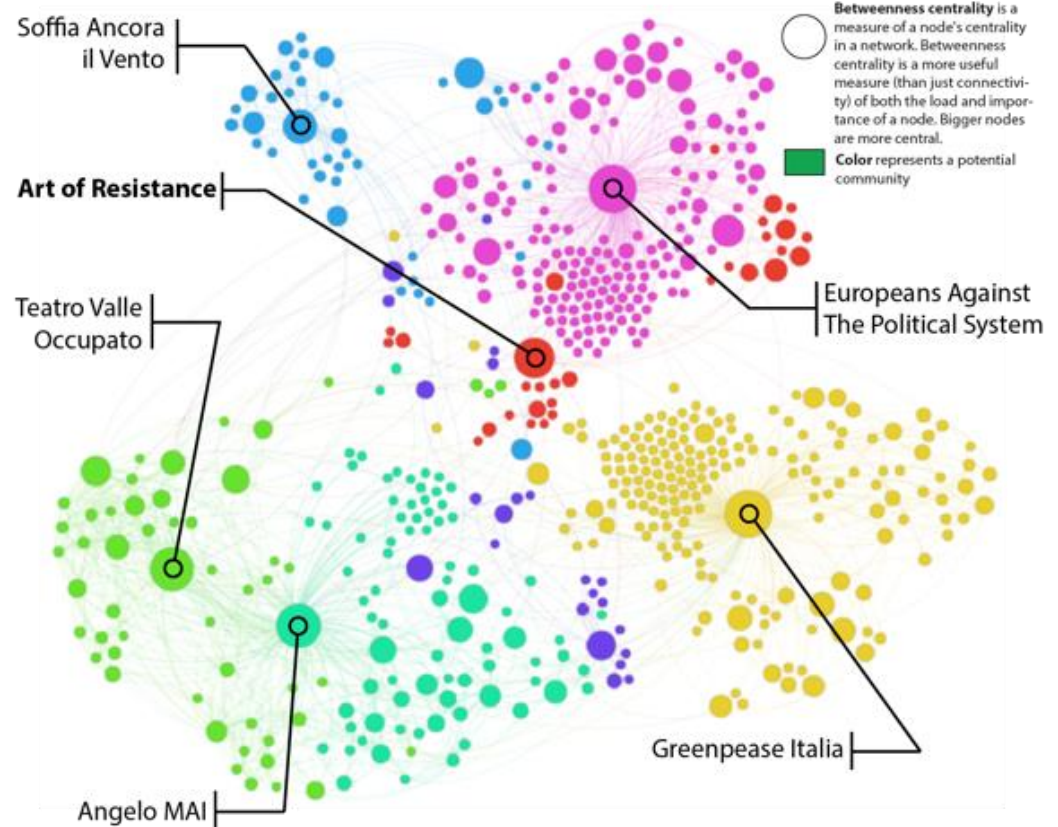 Soffia Ancora
il Vento
Betweenness centrality is a
measure of a node's centrality
in a network. Betweenness
centrality is a more useful
measure (than just connectivi-
ty) of both the load and impor-
tance of a node. Bigger nodes
are more central.
Color represents a potential
community
Art of Resistance
Teatro Valle
Occupato
Europeans Against
The Political System
Greenpease Italia
Angelo MAI